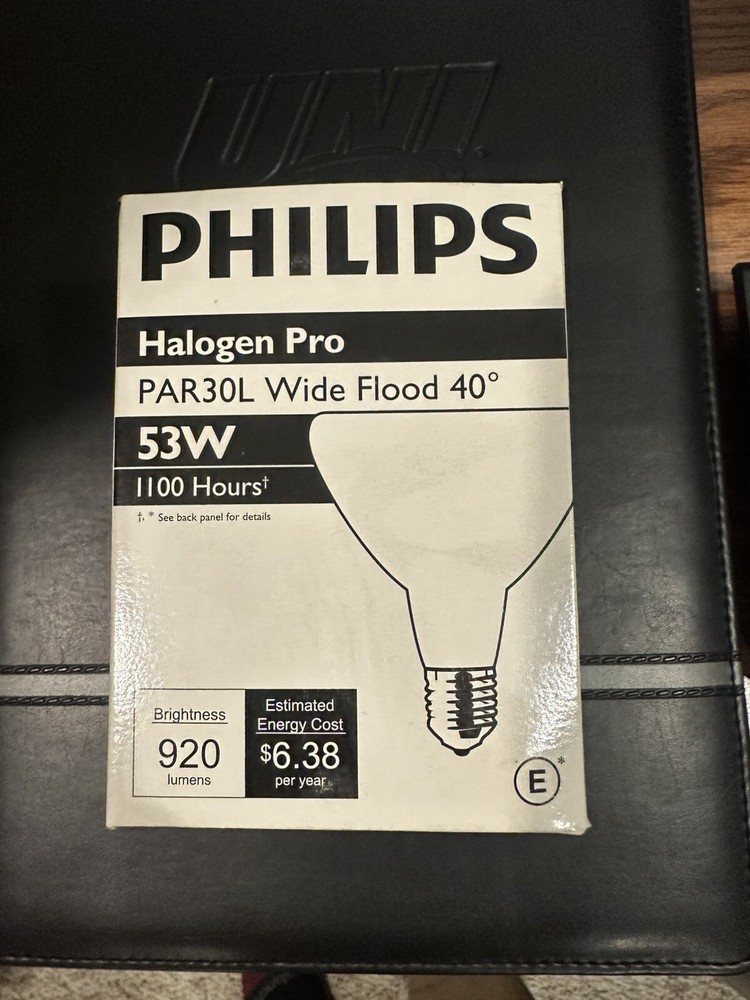 UNI
PHILIPS
Halogen Pro
PAR30L Wide Flood 40°
53W
1100 Hours†
†, * See back panel for details
Brightness
920
lumens
Estimated
Energy Cost
$6.38
per year
E*